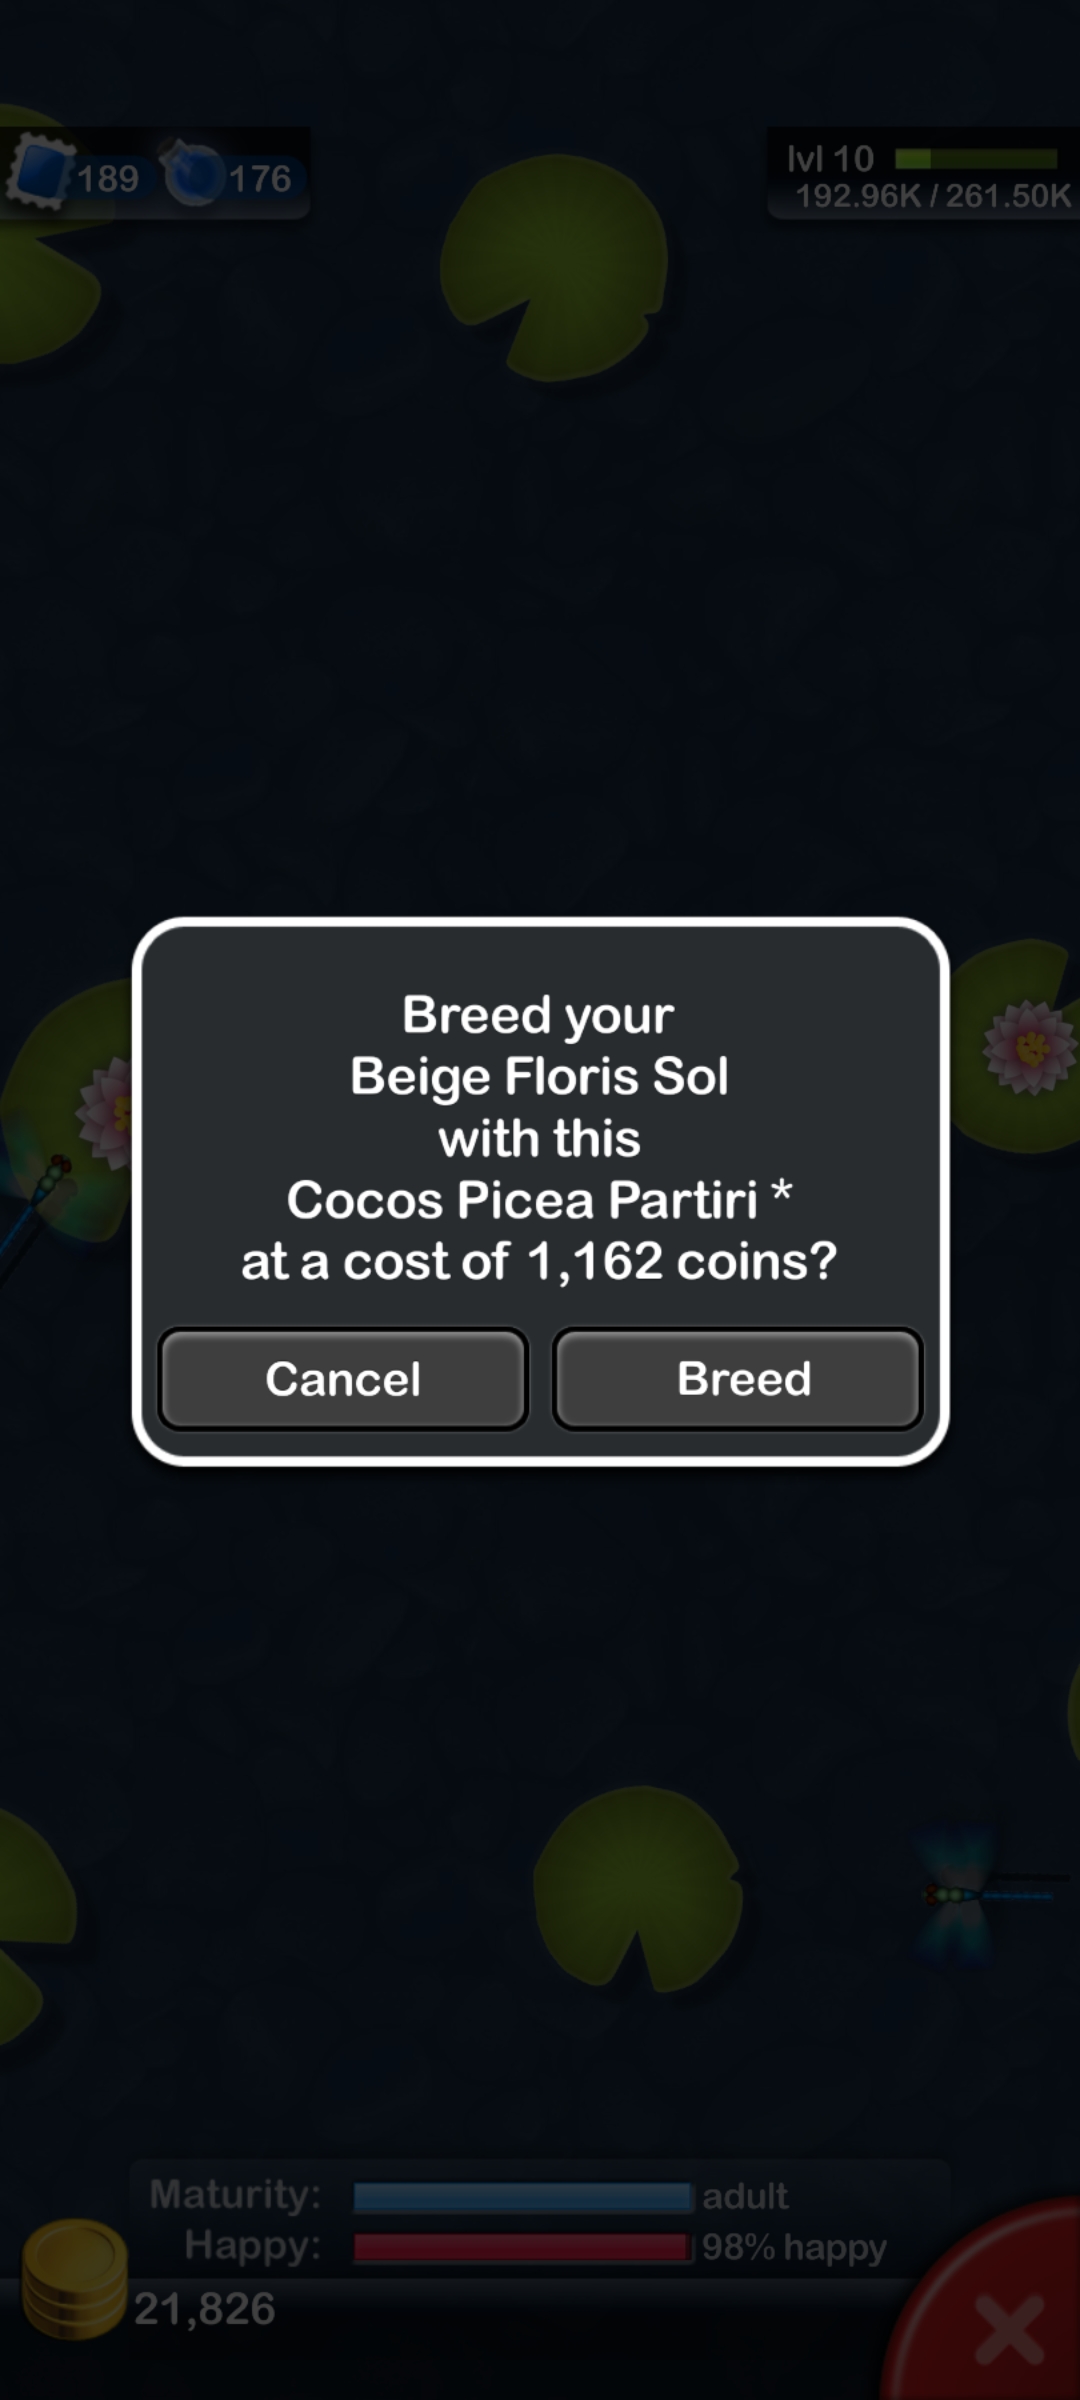 189
176
lvl 10
192.96K / 261.50K
Breed your
Beige Floris Sol
with this
Cocos Picea Partiri *
at a cost of 1,162 coins?
Cancel
Breed
Maturity:
adult
Happy:
98% happy
21,826